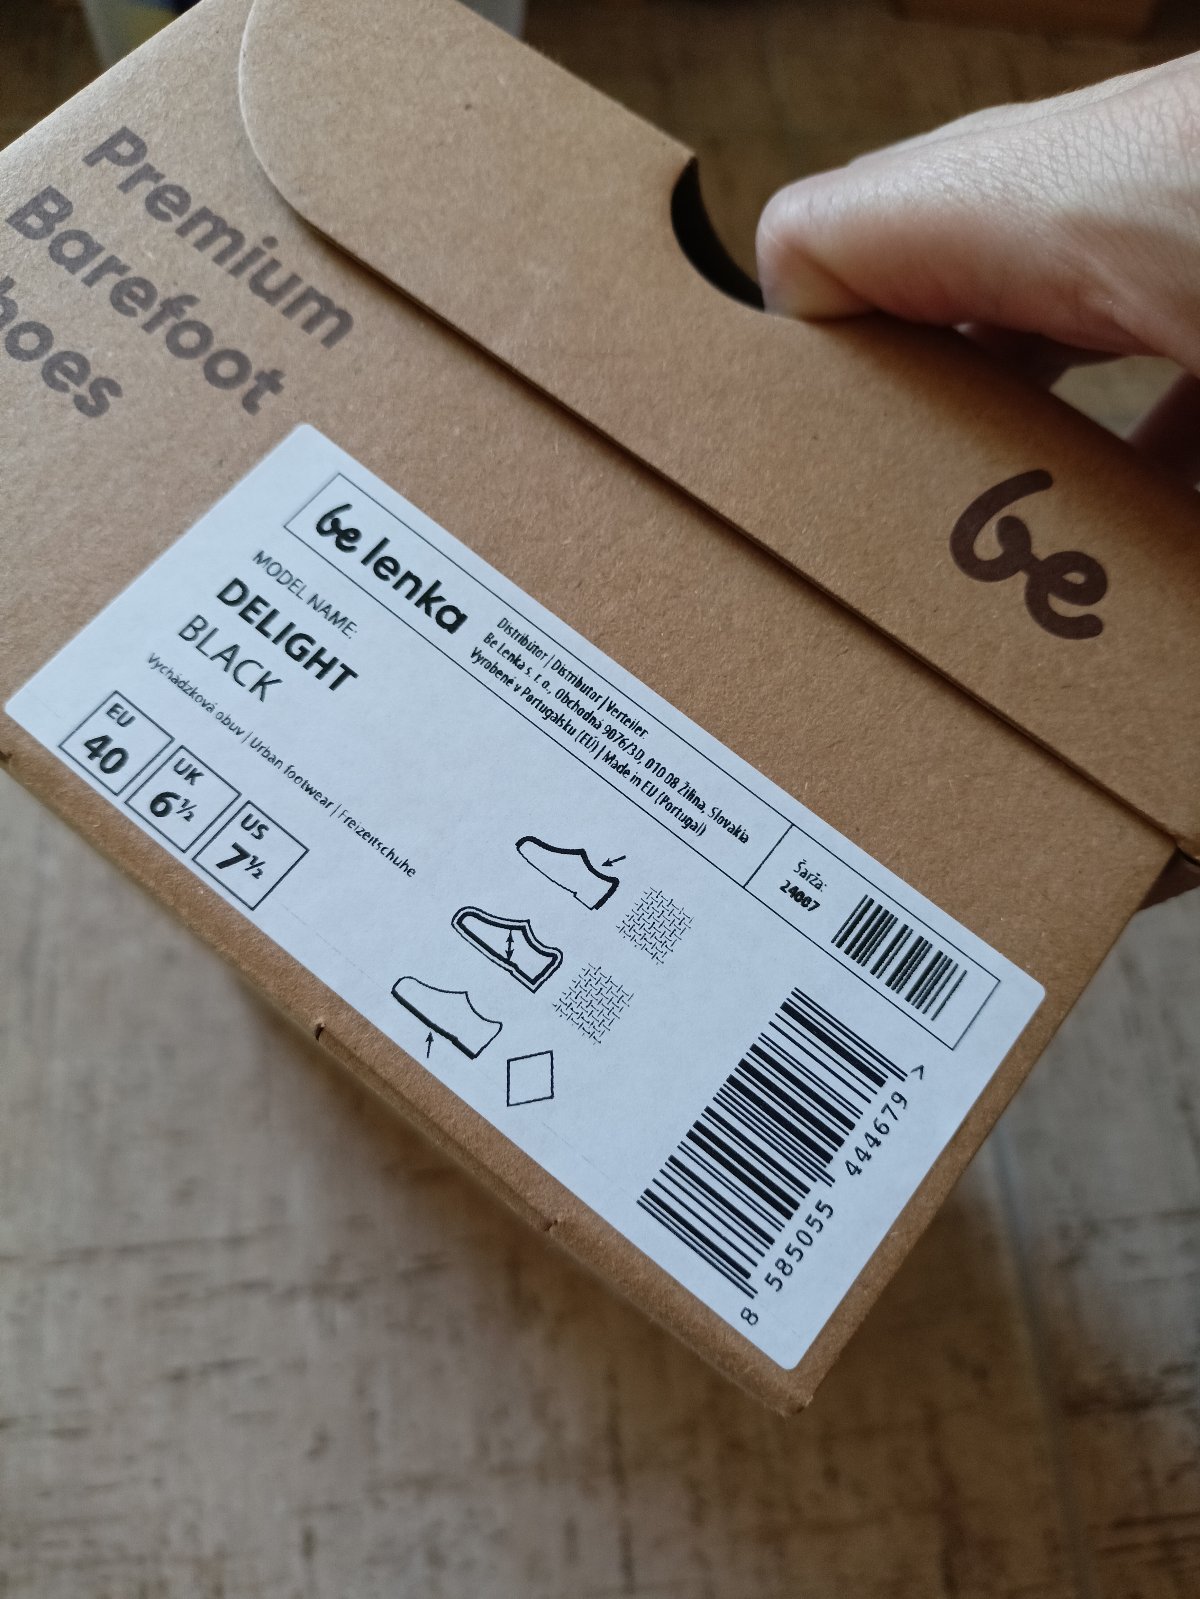 Premium
Barefoot
hoes
be
be lenka
Distribútor | Distributor | Verteiler:
Be Lenka s. r. o., Obchodná 9076/3D, 010 08 Žilina, Slovakia
Vyrobené v Portugalsku (EÚ) | Made in EU (Portugal)
Šarža:
24007
MODEL NAME:
DELIGHT
BLACK
Vychádzková obuv | Urban footwear | Freizeitschuhe
EU
40
UK
6½
US
7½
8 585055 444679 >